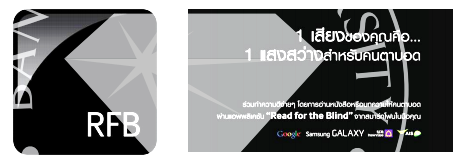 DAN
RFB
SITY
1 เสียงของคุณคือ...
1 แสงสว่างสำหรับคนตาบอด
ร่วมทำความดีง่ายๆ โดยการอ่านหนังสือหรือบทความให้คนตาบอด
ผ่านแอพพลิเคชัน "Read for the Blind" จากสมาร์ตโฟนในมือคุณ
Google Samsung GALAXY AIS